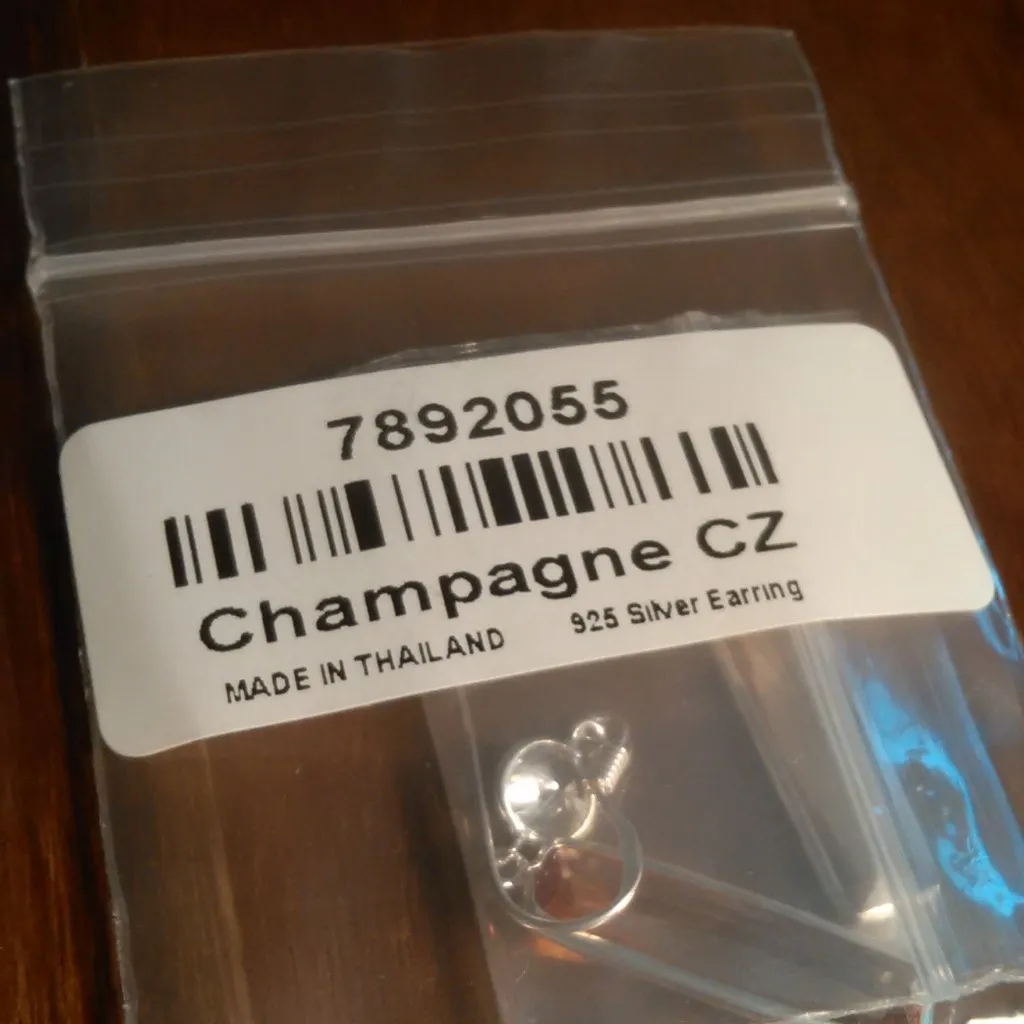 7892055
Champagne CZ
MADE IN THAILAND 925 Silver Earring